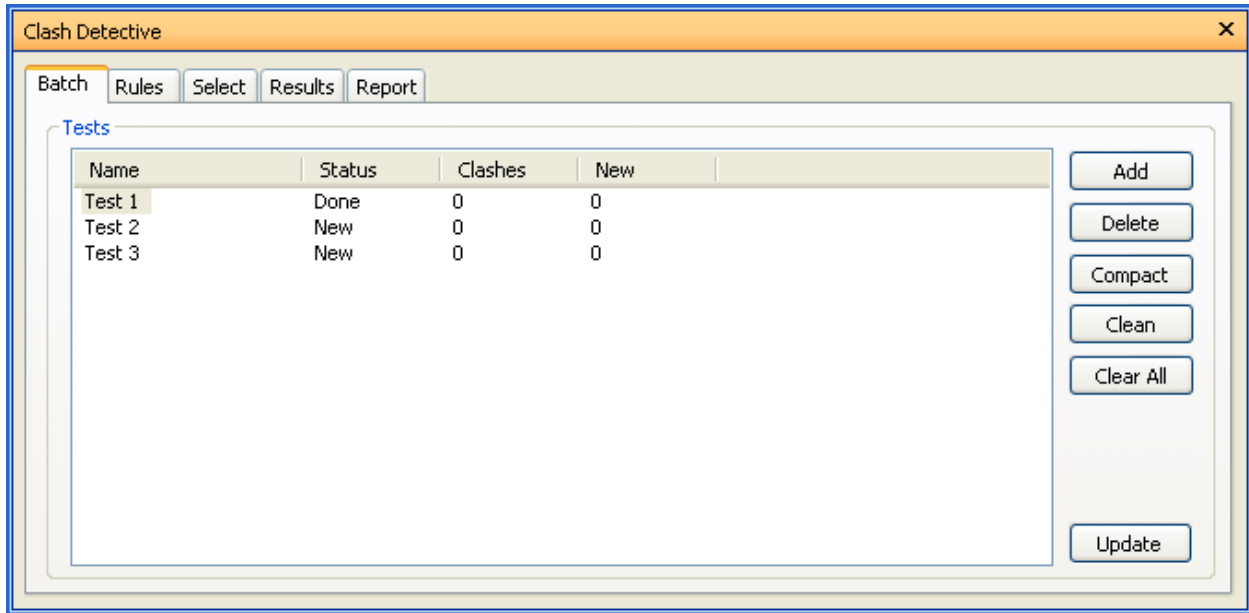 Clash Detective
Batch Rules Select Results Report
Tests
Name Status Clashes New
Test 1 Done 0 0
Test 2 New 0 0
Test 3 New 0 0
Add
Delete
Compact
Clean
Clear All
Update